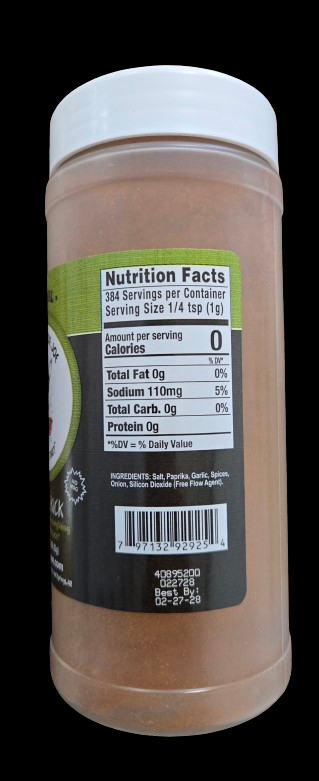 Nutrition Facts
384 Servings per Container
Serving Size 1/4 tsp (1g)
Amount per serving
Calories 0
% DV*
Total Fat 0g 0%
Sodium 110mg 5%
Total Carb. 0g 0%
Protein 0g
*%DV = % Daily Value
INGREDIENTS: Salt, Paprika, Garlic, Spices,
Onion, Silicon Dioxide (Free Flow Agent).
7 97132 92925 4
40895200
022728
Best By:
02-27-28